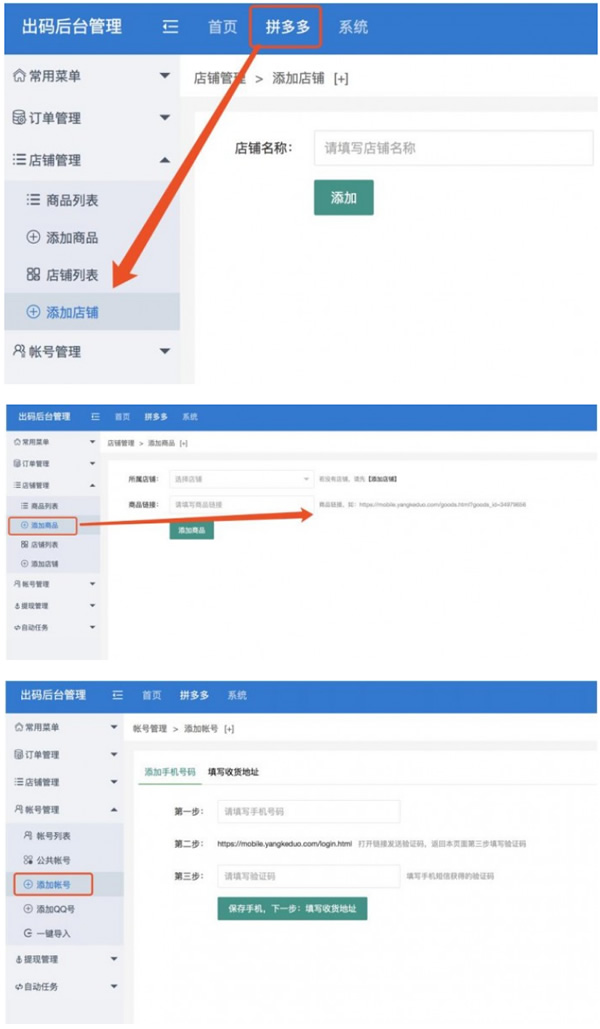 出码后台管理 首页 拼多多 系统
常用菜单 店铺管理 > 添加店铺 [+]
订单管理
店铺管理 店铺名称： 请填写店铺名称
商品列表 添加
添加商品
店铺列表
添加店铺
帐号管理
出码后台管理 首页 拼多多 系统
常用菜单 店铺管理 > 添加商品 [+]
订单管理
店铺管理 所属店铺： 选择店铺 若没有店铺，请先【添加店铺】
商品列表 商品链接： 请填写商品链接 商品链接，如：https://mobile.yangkeduo.com/goods.html?goods_id=34979656
添加商品 添加商品
店铺列表
添加店铺
帐号管理
提现管理
自动任务
出码后台管理 首页 拼多多 系统
常用菜单 帐号管理 > 添加帐号 [+]
订单管理
店铺管理 添加手机号码 填写收货地址
帐号管理 第一步： 请填写手机号码
帐号列表 第二步： https://mobile.yangkeduo.com/login.html 打开链接发送验证码，返回本页面第三步填写验证码
公共帐号
添加帐号 第三步： 请填写验证码 填写手机短信获得的验证码
添加QQ号 保存手机，下一步：填写收货地址
一键导入
提现管理
自动任务